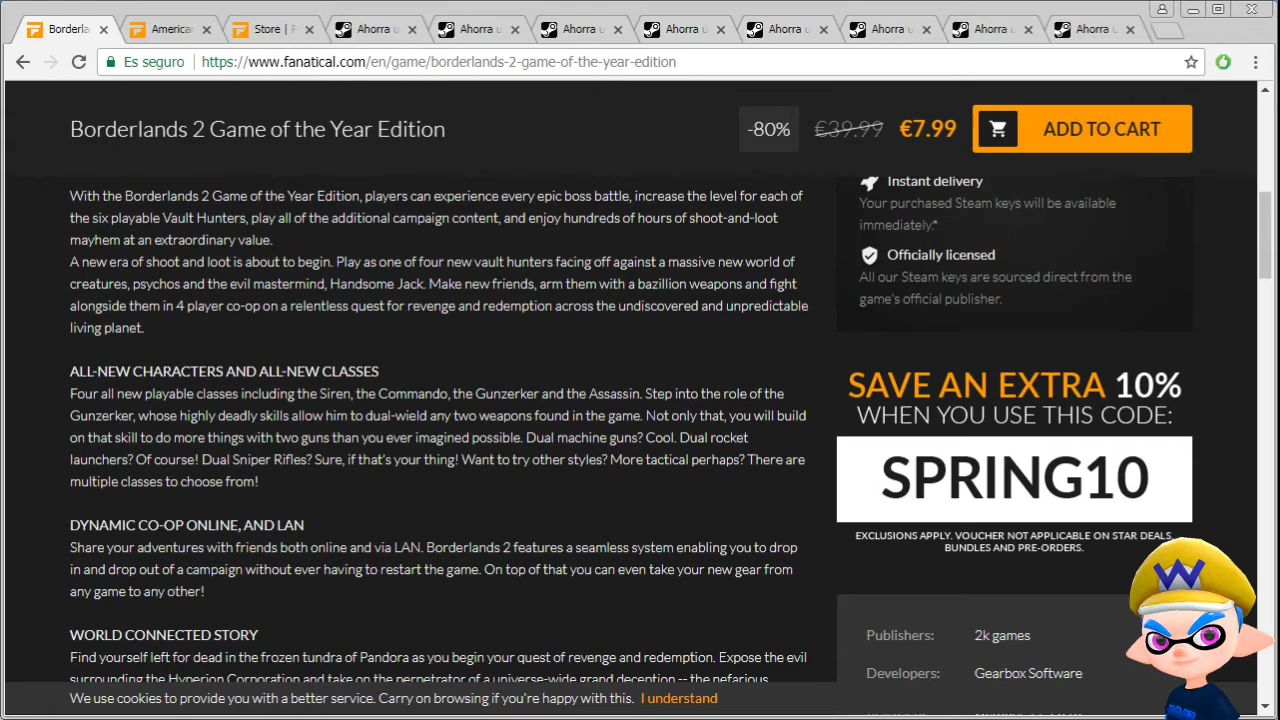 Borderla
American
Store | F
Ahorra u
Ahorra u
Ahorra u
Ahorra u
Ahorra u
Ahorra u
Ahorra u
Ahorra u
Es seguro
https://www.fanatical.com/en/game/borderlands-2-game-of-the-year-edition
Borderlands 2 Game of the Year Edition
-80%
€39.99
€7.99
ADD TO CART
With the Borderlands 2 Game of the Year Edition, players can experience every epic boss battle, increase the level for each of
the six playable Vault Hunters, play all of the additional campaign content, and enjoy hundreds of hours of shoot-and-loot
mayhem at an extraordinary value.
A new era of shoot and loot is about to begin. Play as one of four new vault hunters facing off against a massive new world of
creatures, psychos and the evil mastermind, Handsome Jack. Make new friends, arm them with a bazillion weapons and fight
alongside them in 4 player co-op on a relentless quest for revenge and redemption across the undiscovered and unpredictable
living planet.
ALL-NEW CHARACTERS AND ALL-NEW CLASSES
Four all new playable classes including the Siren, the Commando, the Gunzerker and the Assassin. Step into the role of the
Gunzerker, whose highly deadly skills allow him to dual-wield any two weapons found in the game. Not only that, you will build
on that skill to do more things with two guns than you ever imagined possible. Dual machine guns? Cool. Dual rocket
launchers? Of course! Dual Sniper Rifles? Sure, if that's your thing! Want to try other styles? More tactical perhaps? There are
multiple classes to choose from!
DYNAMIC CO-OP ONLINE, AND LAN
Share your adventures with friends both online and via LAN. Borderlands 2 features a seamless system enabling you to drop
in and drop out of a campaign without ever having to restart the game. On top of that you can even take your new gear from
any game to any other!
WORLD CONNECTED STORY
Find yourself left for dead in the frozen tundra of Pandora as you begin your quest of revenge and redemption. Expose the evil
surrounding the Hyperion Corporation and take on the perpetrator of a universe-wide grand deception -- the nefarious
Instant delivery
Your purchased Steam keys will be available
immediately.*
Officially licensed
All our Steam keys are sourced direct from the
game's official publisher.
SAVE AN EXTRA 10%
WHEN YOU USE THIS CODE:
SPRING10
EXCLUSIONS APPLY. VOUCHER NOT APPLICABLE ON STAR DEALS,
BUNDLES AND PRE-ORDERS.
Publishers: 2k games
Developers: Gearbox Software
We use cookies to provide you with a better service. Carry on browsing if you're happy with this. I understand
W